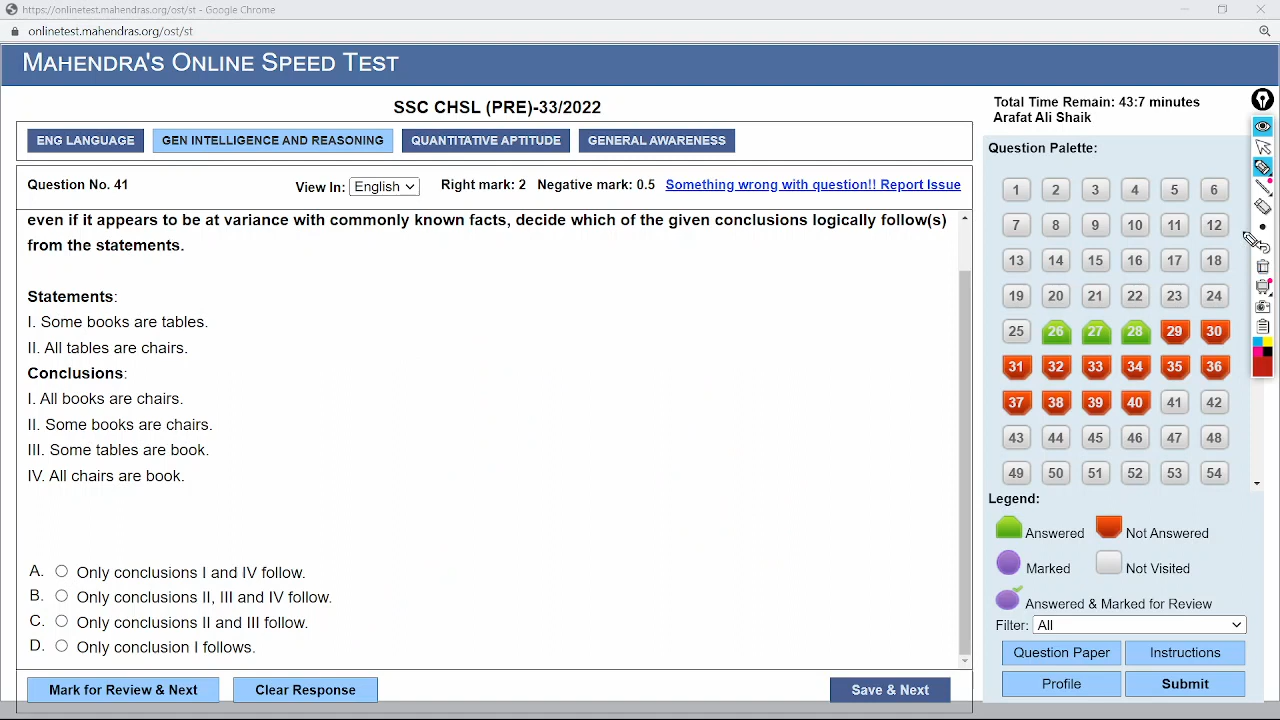 https://onlinetest.mahendras.org/ost/st - Google Chrome
onlinetest.mahendras.org/ost/st
MAHENDRA'S ONLINE SPEED TEST
SSC CHSL (PRE)-33/2022
Total Time Remain: 43:7 minutes
Arafat Ali Shaik
ENG LANGUAGE GEN INTELLIGENCE AND REASONING QUANTITATIVE APTITUDE GENERAL AWARENESS
Question Palette:
Question No. 41 View In: English Right mark: 2 Negative mark: 0.5 Something wrong with question!! Report Issue
even if it appears to be at variance with commonly known facts, decide which of the given conclusions logically follow(s)
from the statements.
Statements:
I. Some books are tables.
II. All tables are chairs.
Conclusions:
I. All books are chairs.
II. Some books are chairs.
III. Some tables are book.
IV. All chairs are book.
A. Only conclusions I and IV follow.
B. Only conclusions II, III and IV follow.
C. Only conclusions II and III follow.
D. Only conclusion I follows.
Mark for Review & Next Clear Response Save & Next
1 2 3 4 5 6
7 8 9 10 11 12
13 14 15 16 17 18
19 20 21 22 23 24
25 26 27 28 29 30
31 32 33 34 35 36
37 38 39 40 41 42
43 44 45 46 47 48
49 50 51 52 53 54
Legend:
Answered Not Answered
Marked Not Visited
Answered & Marked for Review
Filter: All
Question Paper Instructions
Profile Submit